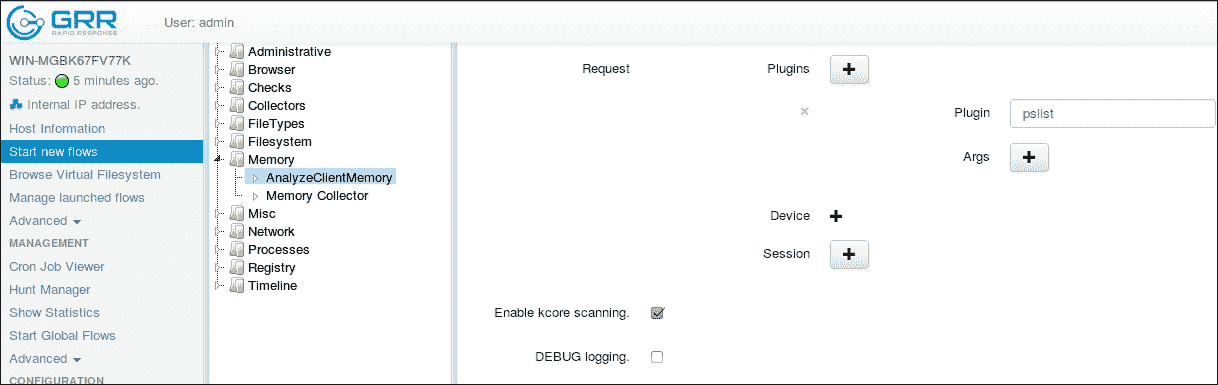 GRR
RAPID RESPONSE
User: admin
WIN-MGBK67FV77K
Status: 5 minutes ago.
Internal IP address.
Host Information
Start new flows
Browse Virtual Filesystem
Manage launched flows
Advanced
MANAGEMENT
Cron Job Viewer
Hunt Manager
Show Statistics
Start Global Flows
Advanced
CONFIGURATION
Administrative
Browser
Checks
Collectors
FileTypes
Filesystem
Memory
AnalyzeClientMemory
Memory Collector
Misc
Network
Processes
Registry
Timeline
Request
Plugins
Plugin
pslist
Args
Device
Session
Enable kcore scanning.
DEBUG logging.